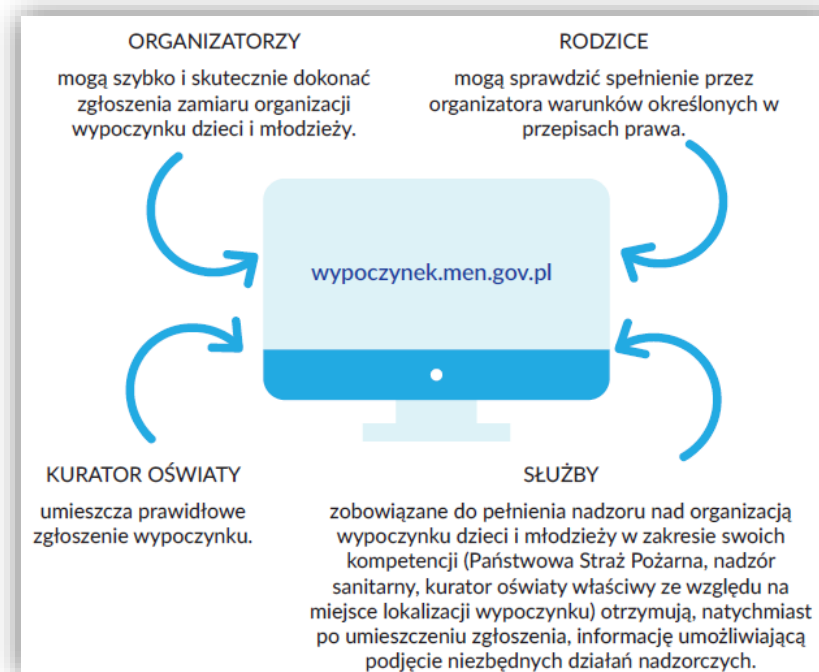 ORGANIZATORZY
mogą szybko i skutecznie dokonać
zgłoszenia zamiaru organizacji
wypoczynku dzieci i młodzieży.
RODZICE
mogą sprawdzić spełnienie przez
organizatora warunków określonych w
przepisach prawa.
wypoczynek.men.gov.pl
KURATOR OŚWIATY
umieszcza prawidłowe
zgłoszenie wypoczynku.
SŁUŻBY
zobowiązane do pełnienia nadzoru nad organizacją
wypoczynku dzieci i młodzieży w zakresie swoich
kompetencji (Państwowa Straż Pożarna, nadzór
sanitarny, kurator oświaty właściwy ze względu na
miejsce lokalizacji wypoczynku) otrzymują, natychmiast
po umieszczeniu zgłoszenia, informację umożliwiającą
podjęcie niezbędnych działań nadzorczych.